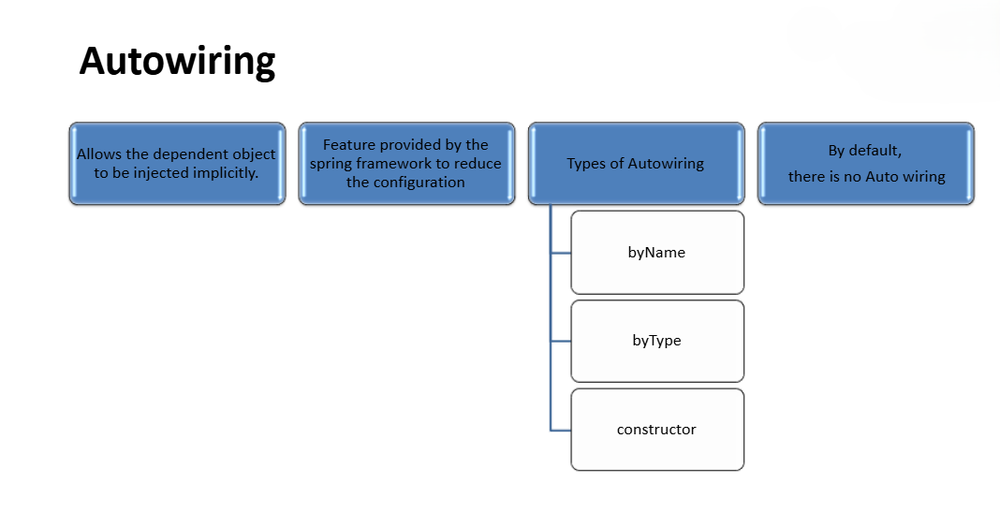 Autowiring
Allows the dependent object
to be injected implicitly.
Feature provided by the
spring framework to reduce
the configuration
Types of Autowiring
byName
byType
constructor
By default,
there is no Auto wiring